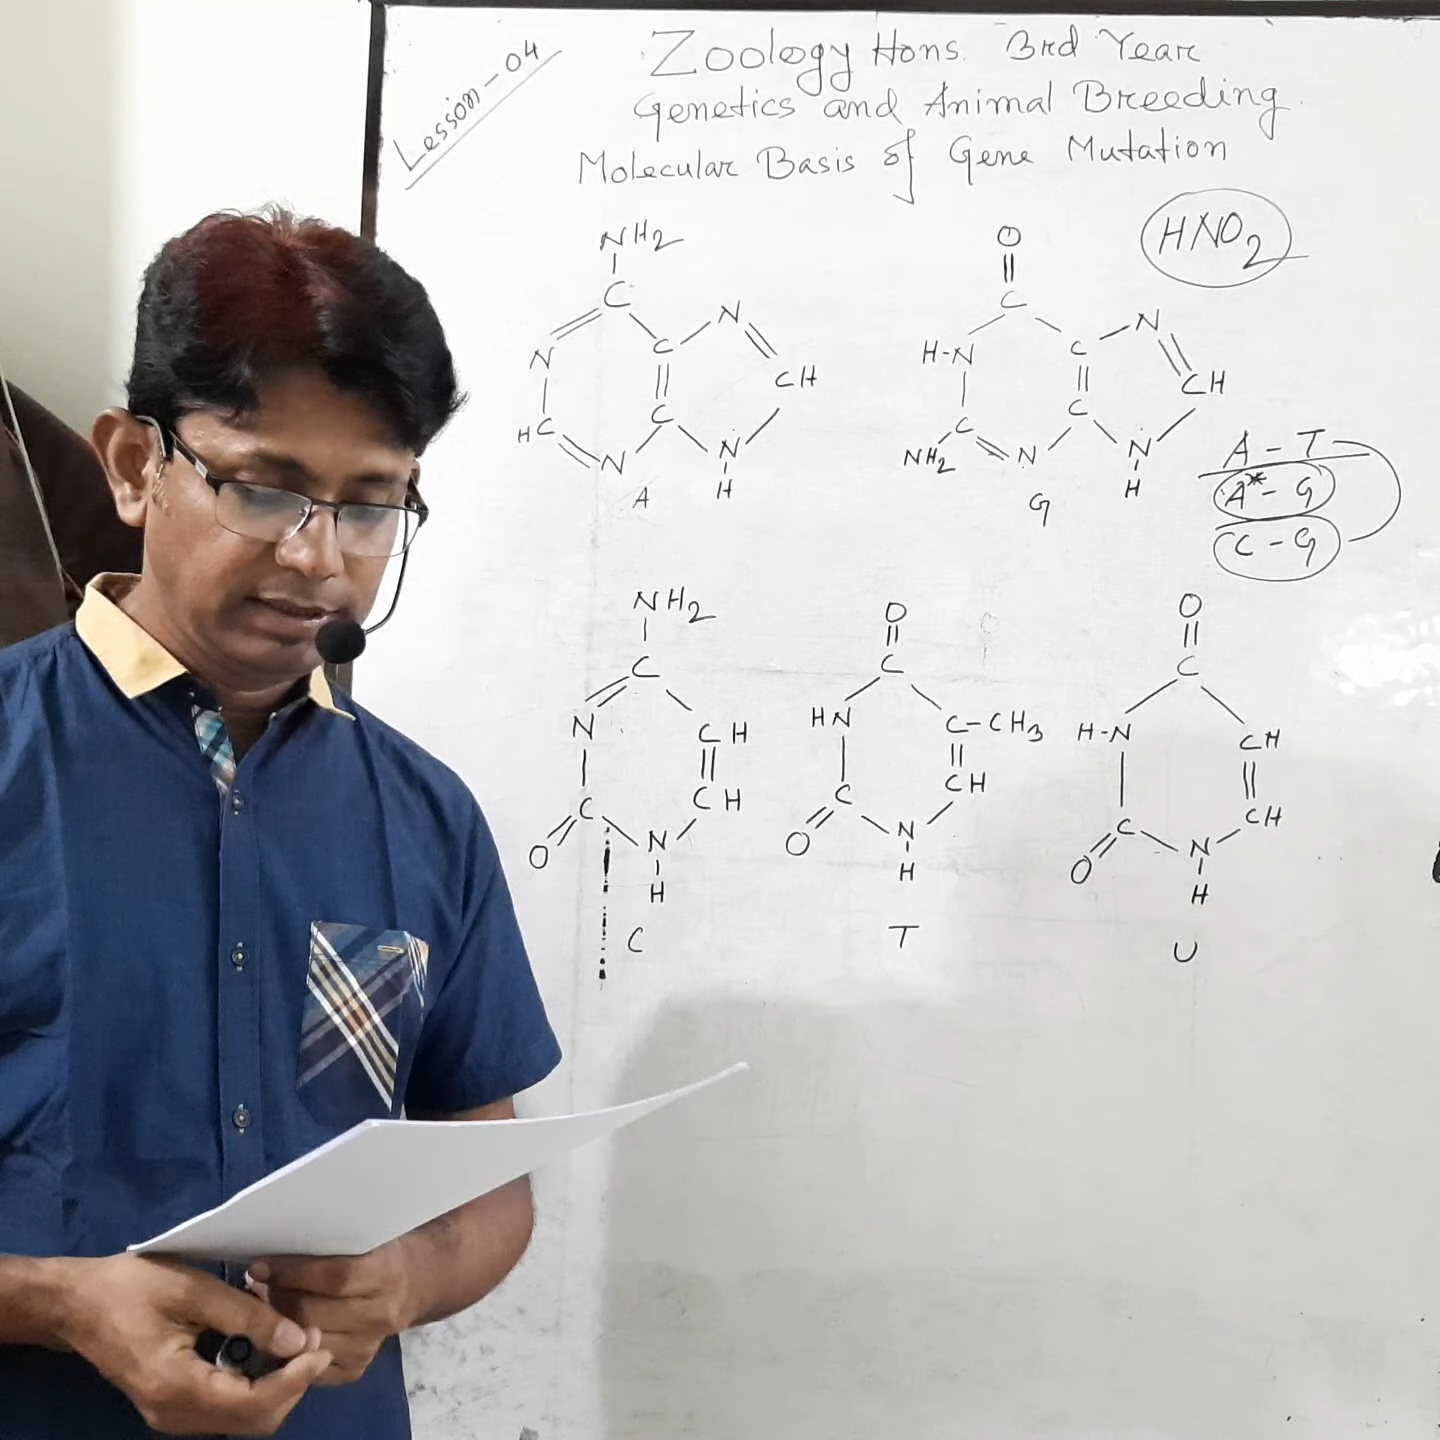 Lesson-04
Zoology Hons. 3rd Year
Genetics and Animal Breeding.
Molecular Basis of Gene Mutation
HNO2
NH2
C
N
C
N
CH
HC
N
C
N
H
A
O
C
H-N
C
N
CH
C
NH2
N
C
N
H
G
A - T
A* - G
C - G
NH2
C
N
CH
CH
C
O
N
H
C
O
C
HN
C-CH3
CH
C
O
N
H
T
O
C
H-N
CH
CH
C
O
N
H
U